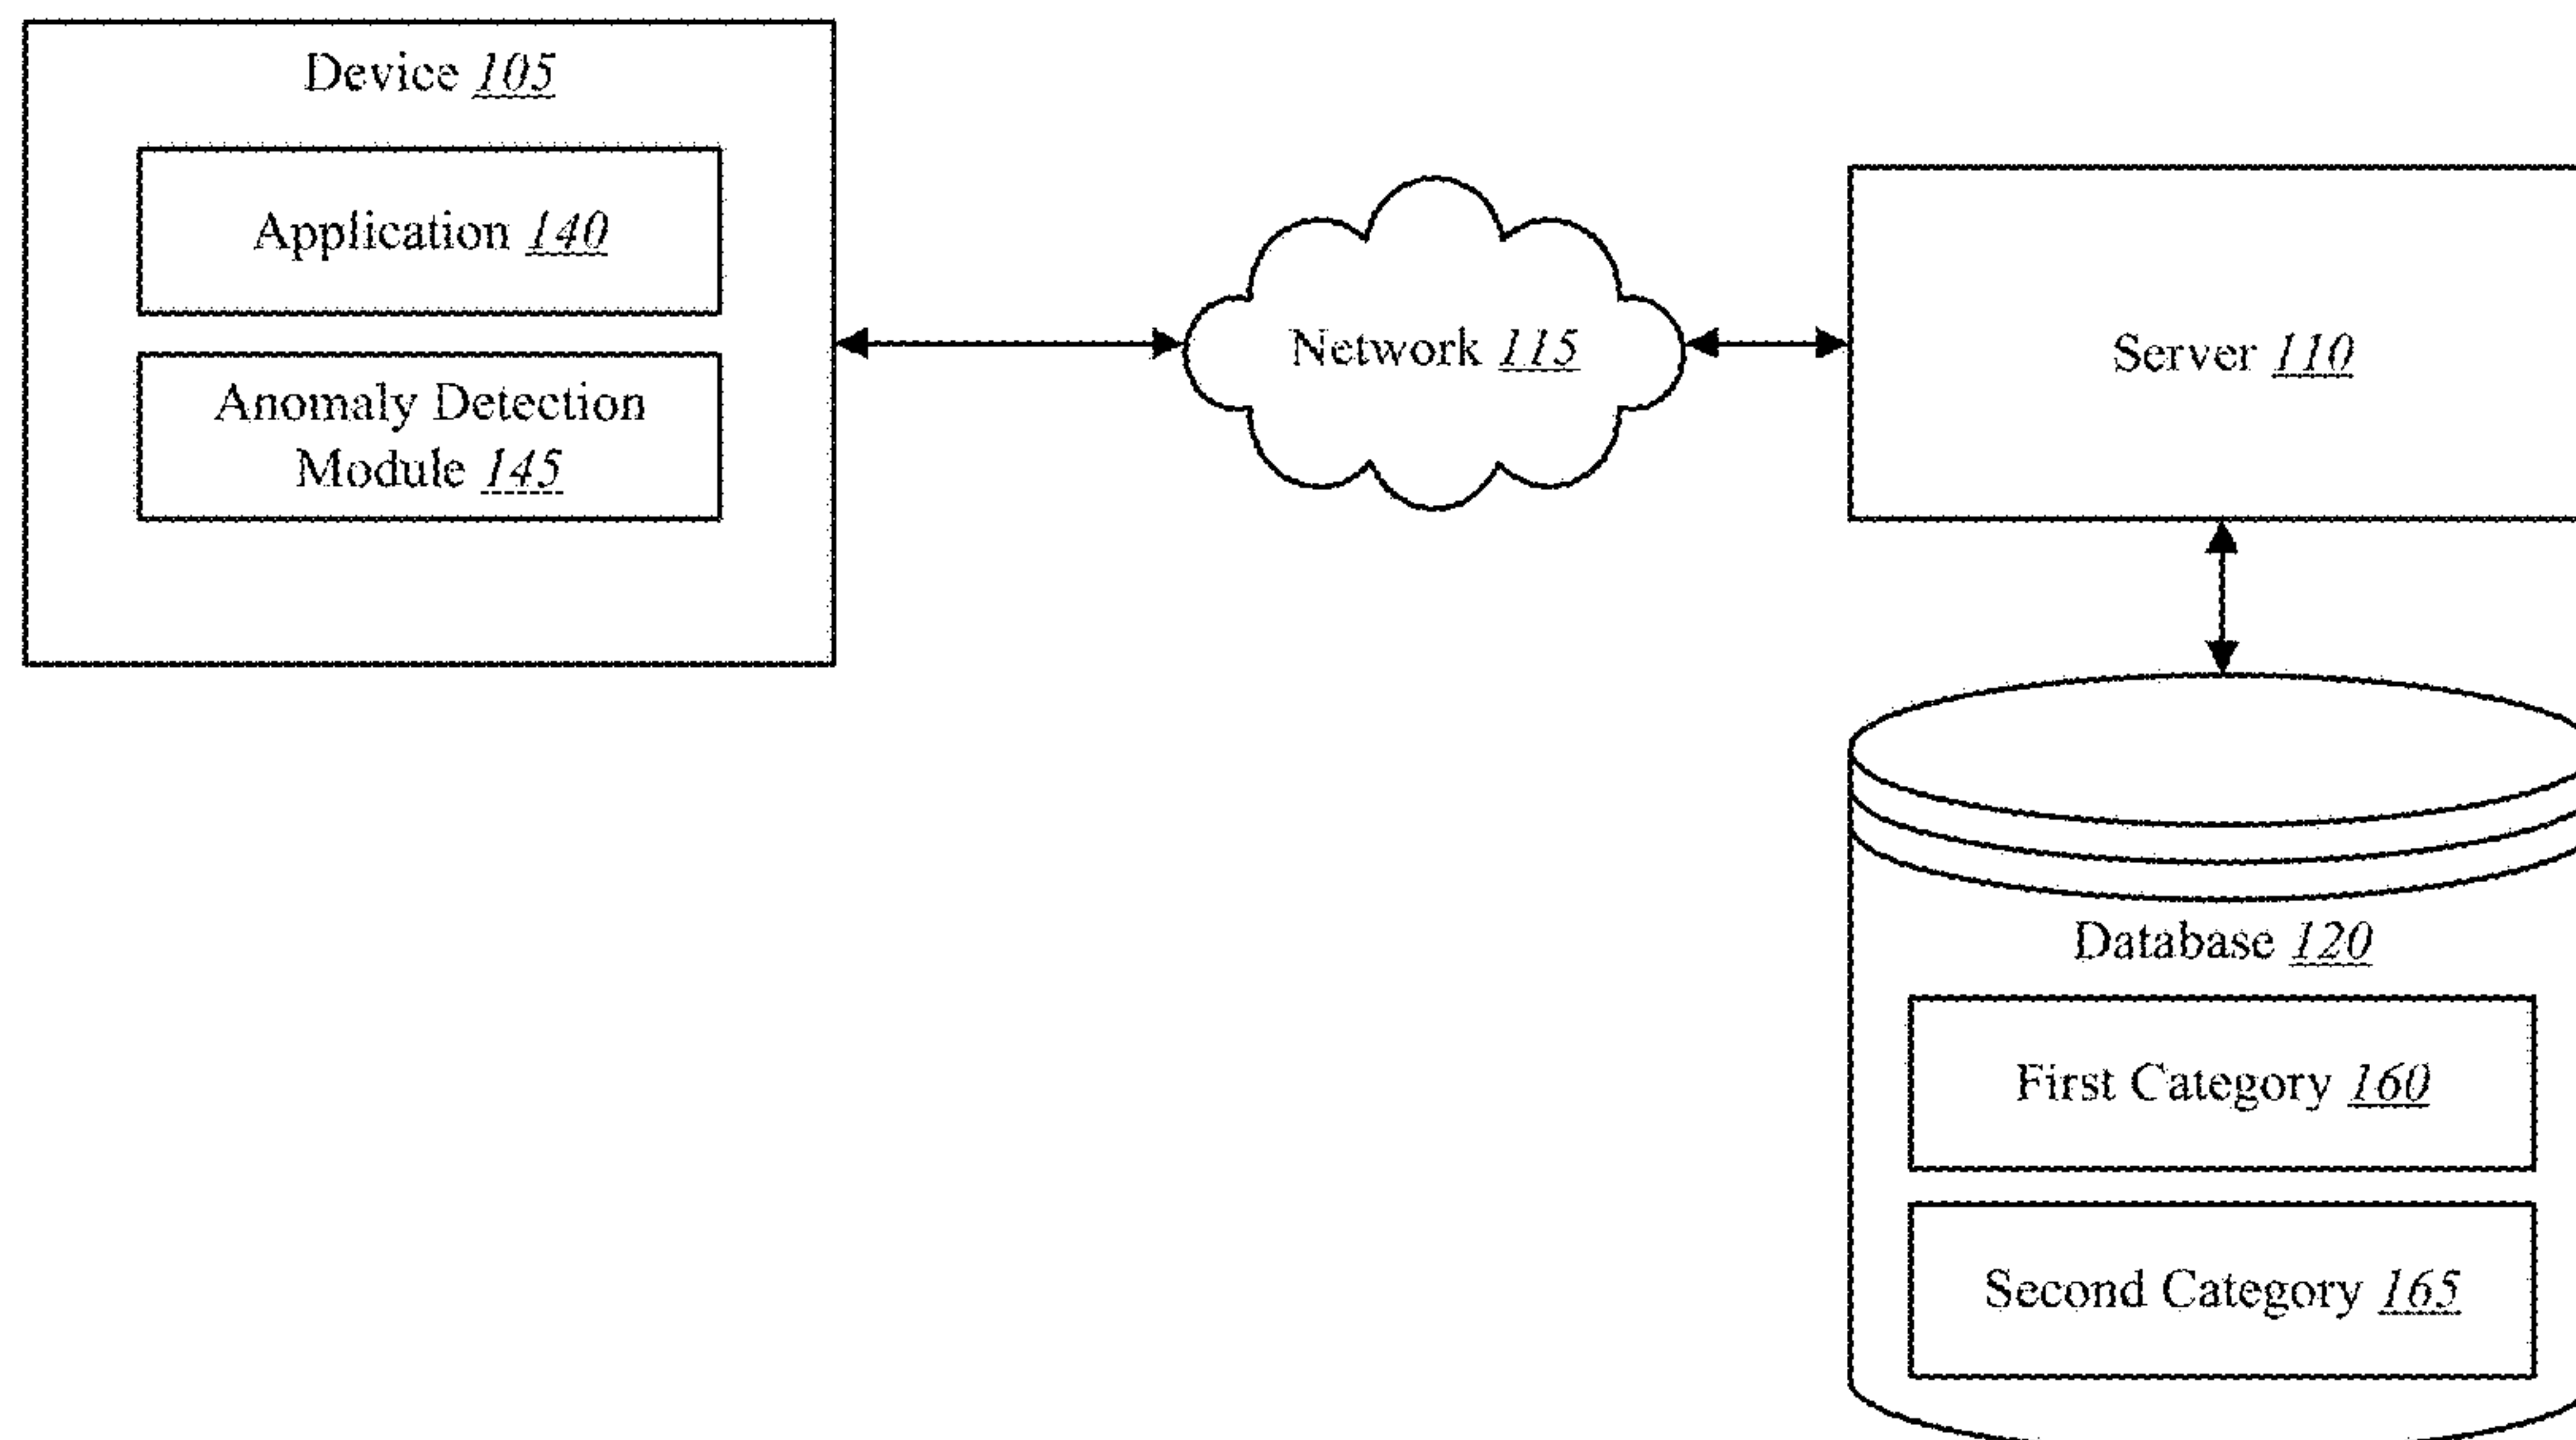 Device 105
Application 140
Anomaly Detection
Module 145
Network 115
Server 110
Database 120
First Category 160
Second Category 165